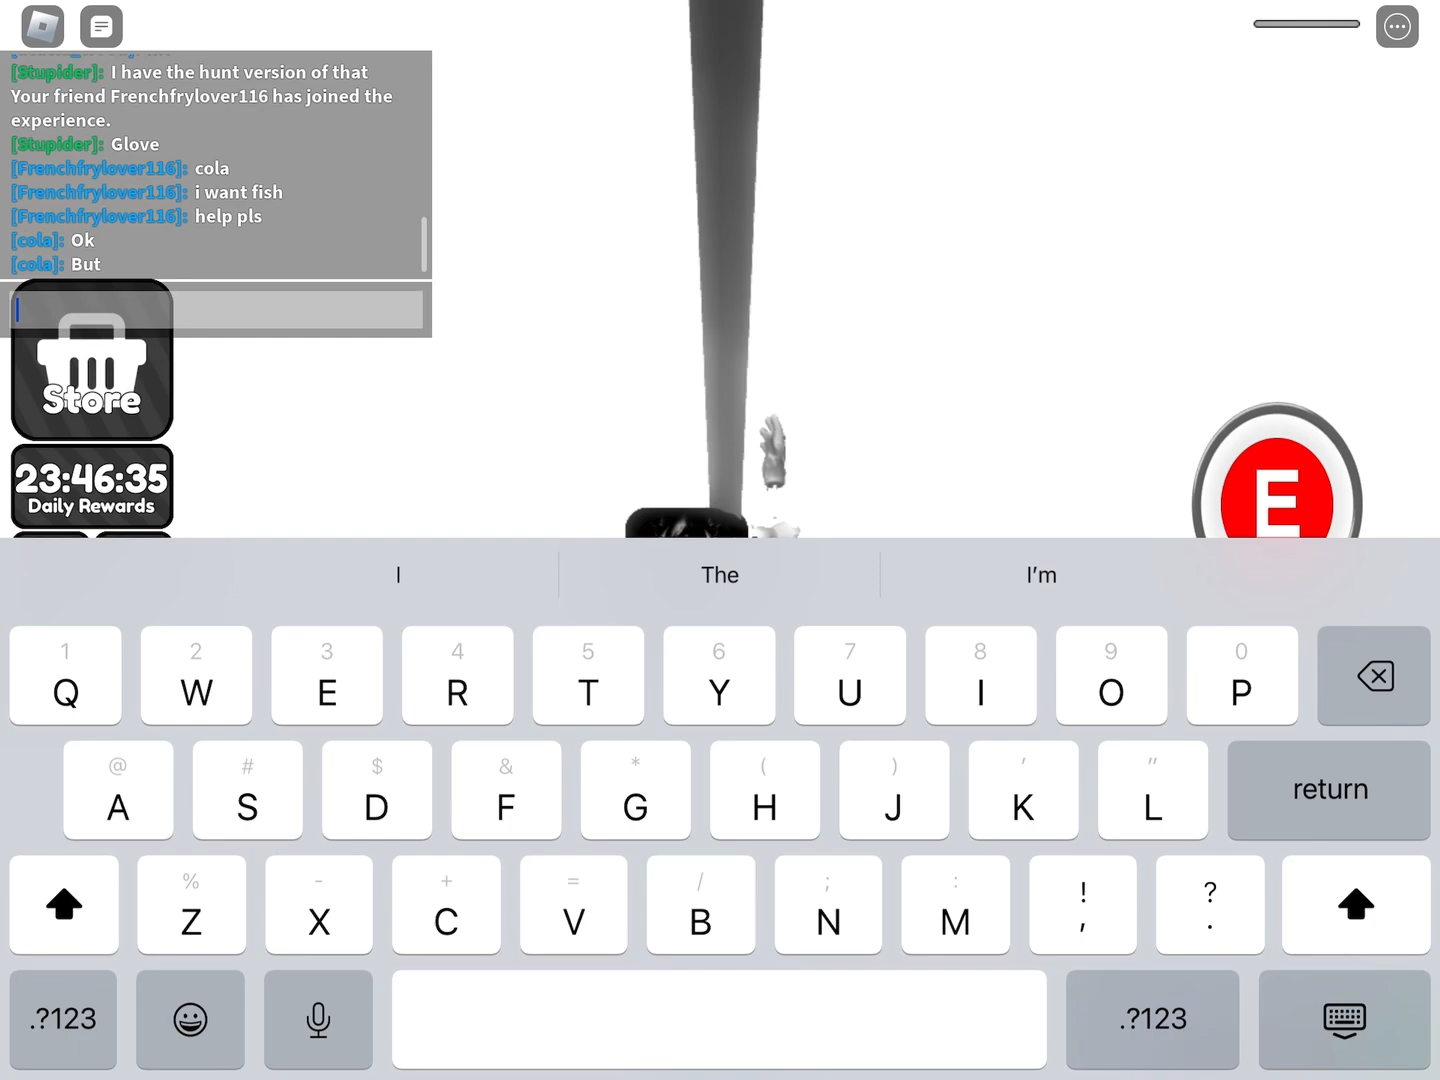 [Stupider]: I have the hunt version of that
Your friend Frenchfrylover116 has joined the
experience.
[Stupider]: Glove
[Frenchfrylover116]: cola
[Frenchfrylover116]: i want fish
[Frenchfrylover116]: help pls
[cola]: Ok
[cola]: But
Store
23:46:35
Daily Rewards
E
I The I’m
1 2 3 4 5 6 7 8 9 0
Q W E R T Y U I O P
@ # $ & * ( ) ' "
A S D F G H J K L return
% - + = / ; : ! ?
Z X C V B N M , .
.?123 .?123